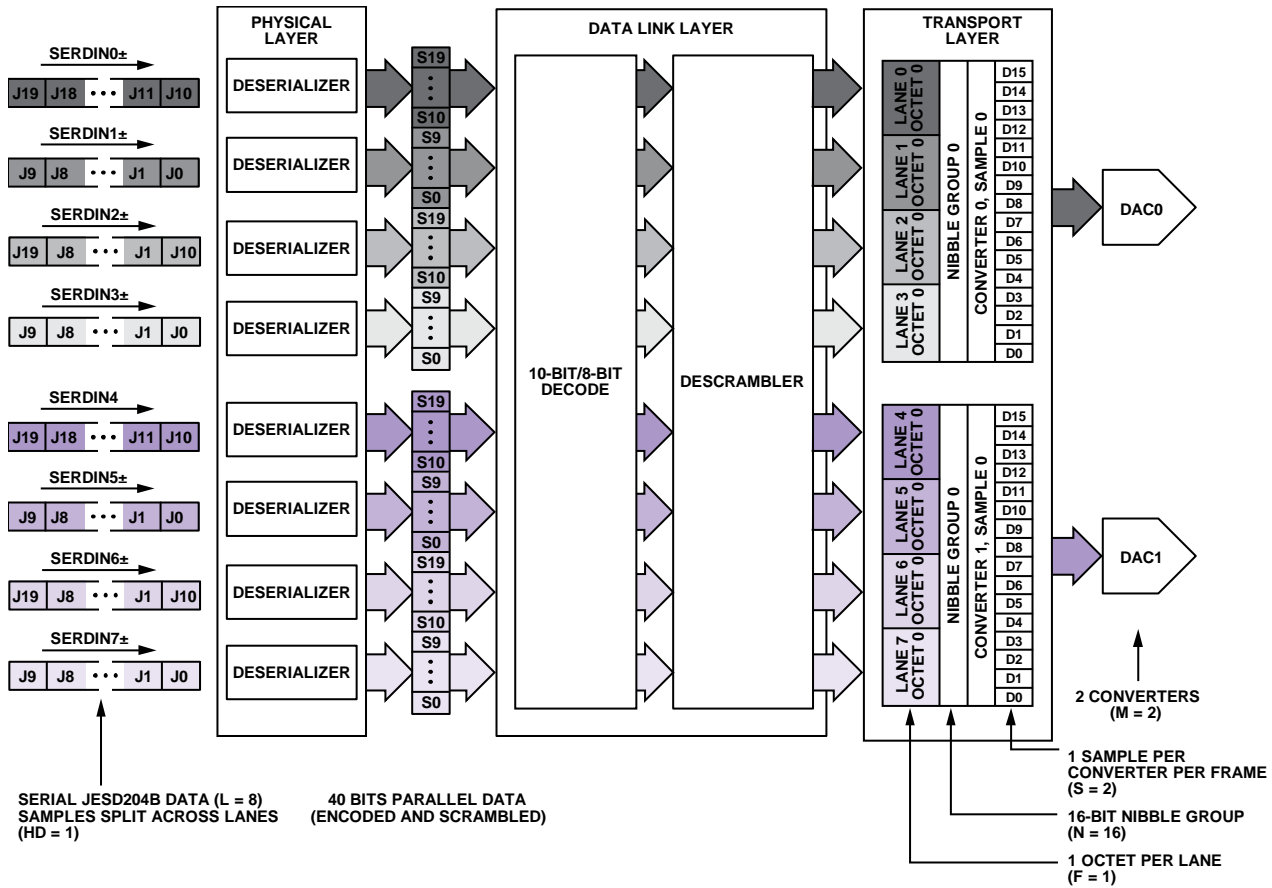 PHYSICAL
LAYER
DATA LINK LAYER
TRANSPORT
LAYER
SERDIN0±
J19 J18 ••• J11 J10
SERDIN1±
J9 J8 ••• J1 J0
SERDIN2±
J19 J8 ••• J1 J10
SERDIN3±
J9 J8 ••• J1 J0
SERDIN4
J19 J18 ••• J11 J10
SERDIN5±
J9 J8 ••• J1 J0
SERDIN6±
J19 J8 ••• J1 J10
SERDIN7±
J9 J8 ••• J1 J0
DESERIALIZER
DESERIALIZER
DESERIALIZER
DESERIALIZER
DESERIALIZER
DESERIALIZER
DESERIALIZER
DESERIALIZER
S19
S10
S9
S0
S19
S10
S9
S0
S19
S10
S9
S0
S19
S10
S9
S0
10-BIT/8-BIT
DECODE
DESCRAMBLER
LANE 0
OCTET 0
LANE 1
OCTET 0
LANE 2
OCTET 0
LANE 3
OCTET 0
NIBBLE GROUP 0
CONVERTER 0, SAMPLE 0
D15
D14
D13
D12
D11
D10
D9
D8
D7
D6
D5
D4
D3
D2
D1
D0
DAC0
LANE 4
OCTET 0
LANE 5
OCTET 0
LANE 6
OCTET 0
LANE 7
OCTET 0
NIBBLE GROUP 0
CONVERTER 1, SAMPLE 0
D15
D14
D13
D12
D11
D10
D9
D8
D7
D6
D5
D4
D3
D2
D1
D0
DAC1
2 CONVERTERS
(M = 2)
1 SAMPLE PER
CONVERTER PER FRAME
(S = 2)
16-BIT NIBBLE GROUP
(N = 16)
1 OCTET PER LANE
(F = 1)
SERIAL JESD204B DATA (L = 8)
SAMPLES SPLIT ACROSS LANES
(HD = 1)
40 BITS PARALLEL DATA
(ENCODED AND SCRAMBLED)